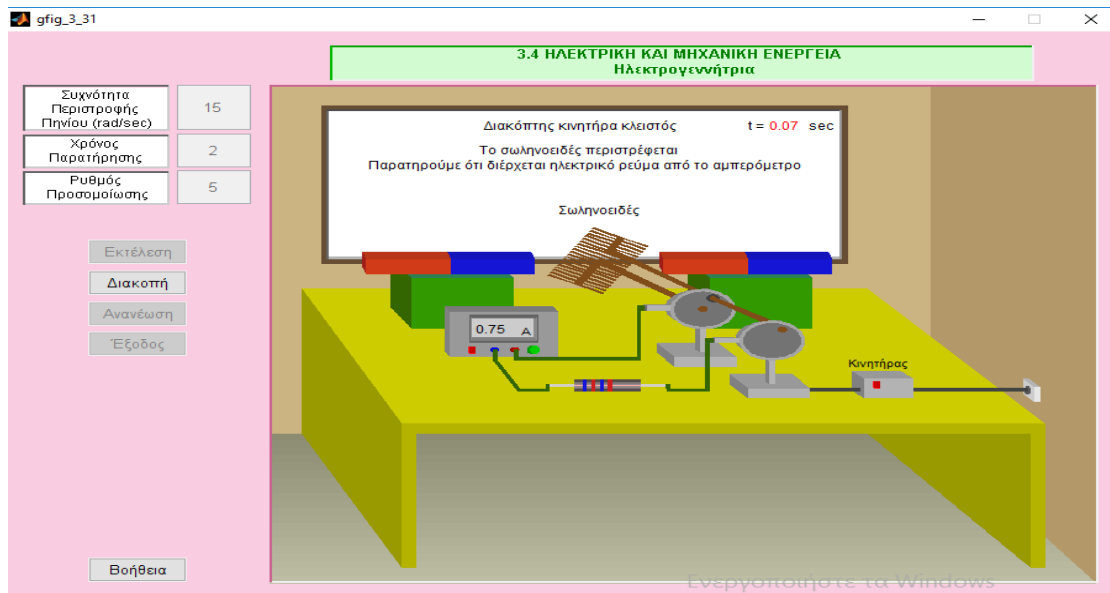 gfig_3_31
3.4 ΗΛΕΚΤΡΙΚΗ ΚΑΙ ΜΗΧΑΝΙΚΗ ΕΝΕΡΓΕΙΑ
Ηλεκτρογεννήτρια
Συχνότητα
Περιστροφής
Πηνίου (rad/sec)
15
Χρόνος
Παρατήρησης
2
Ρυθμός
Προσομοίωσης
5
Εκτέλεση
Διακοπή
Ανανέωση
Έξοδος
Βοήθεια
Διακόπτης κινητήρα κλειστός t = 0.07 sec
Το σωληνοειδές περιστρέφεται
Παρατηρούμε ότι διέρχεται ηλεκτρικό ρεύμα από το αμπερόμετρο
Σωληνοειδές
0.75 A
Κινητήρας
Ενεργοποιήστε τα Windows